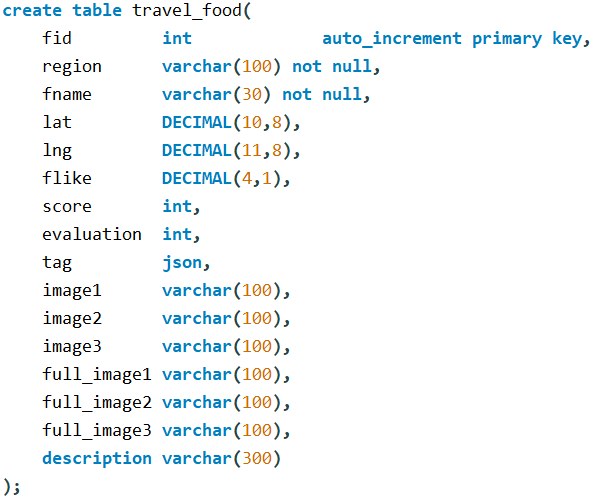 create table travel_food(
    fid         int             auto_increment primary key,
    region      varchar(100) not null,
    fname       varchar(30) not null,
    lat         DECIMAL(10,8),
    lng         DECIMAL(11,8),
    flike       DECIMAL(4,1),
    score       int,
    evaluation  int,
    tag         json,
    image1      varchar(100),
    image2      varchar(100),
    image3      varchar(100),
    full_image1 varchar(100),
    full_image2 varchar(100),
    full_image3 varchar(100),
    description varchar(300)
);